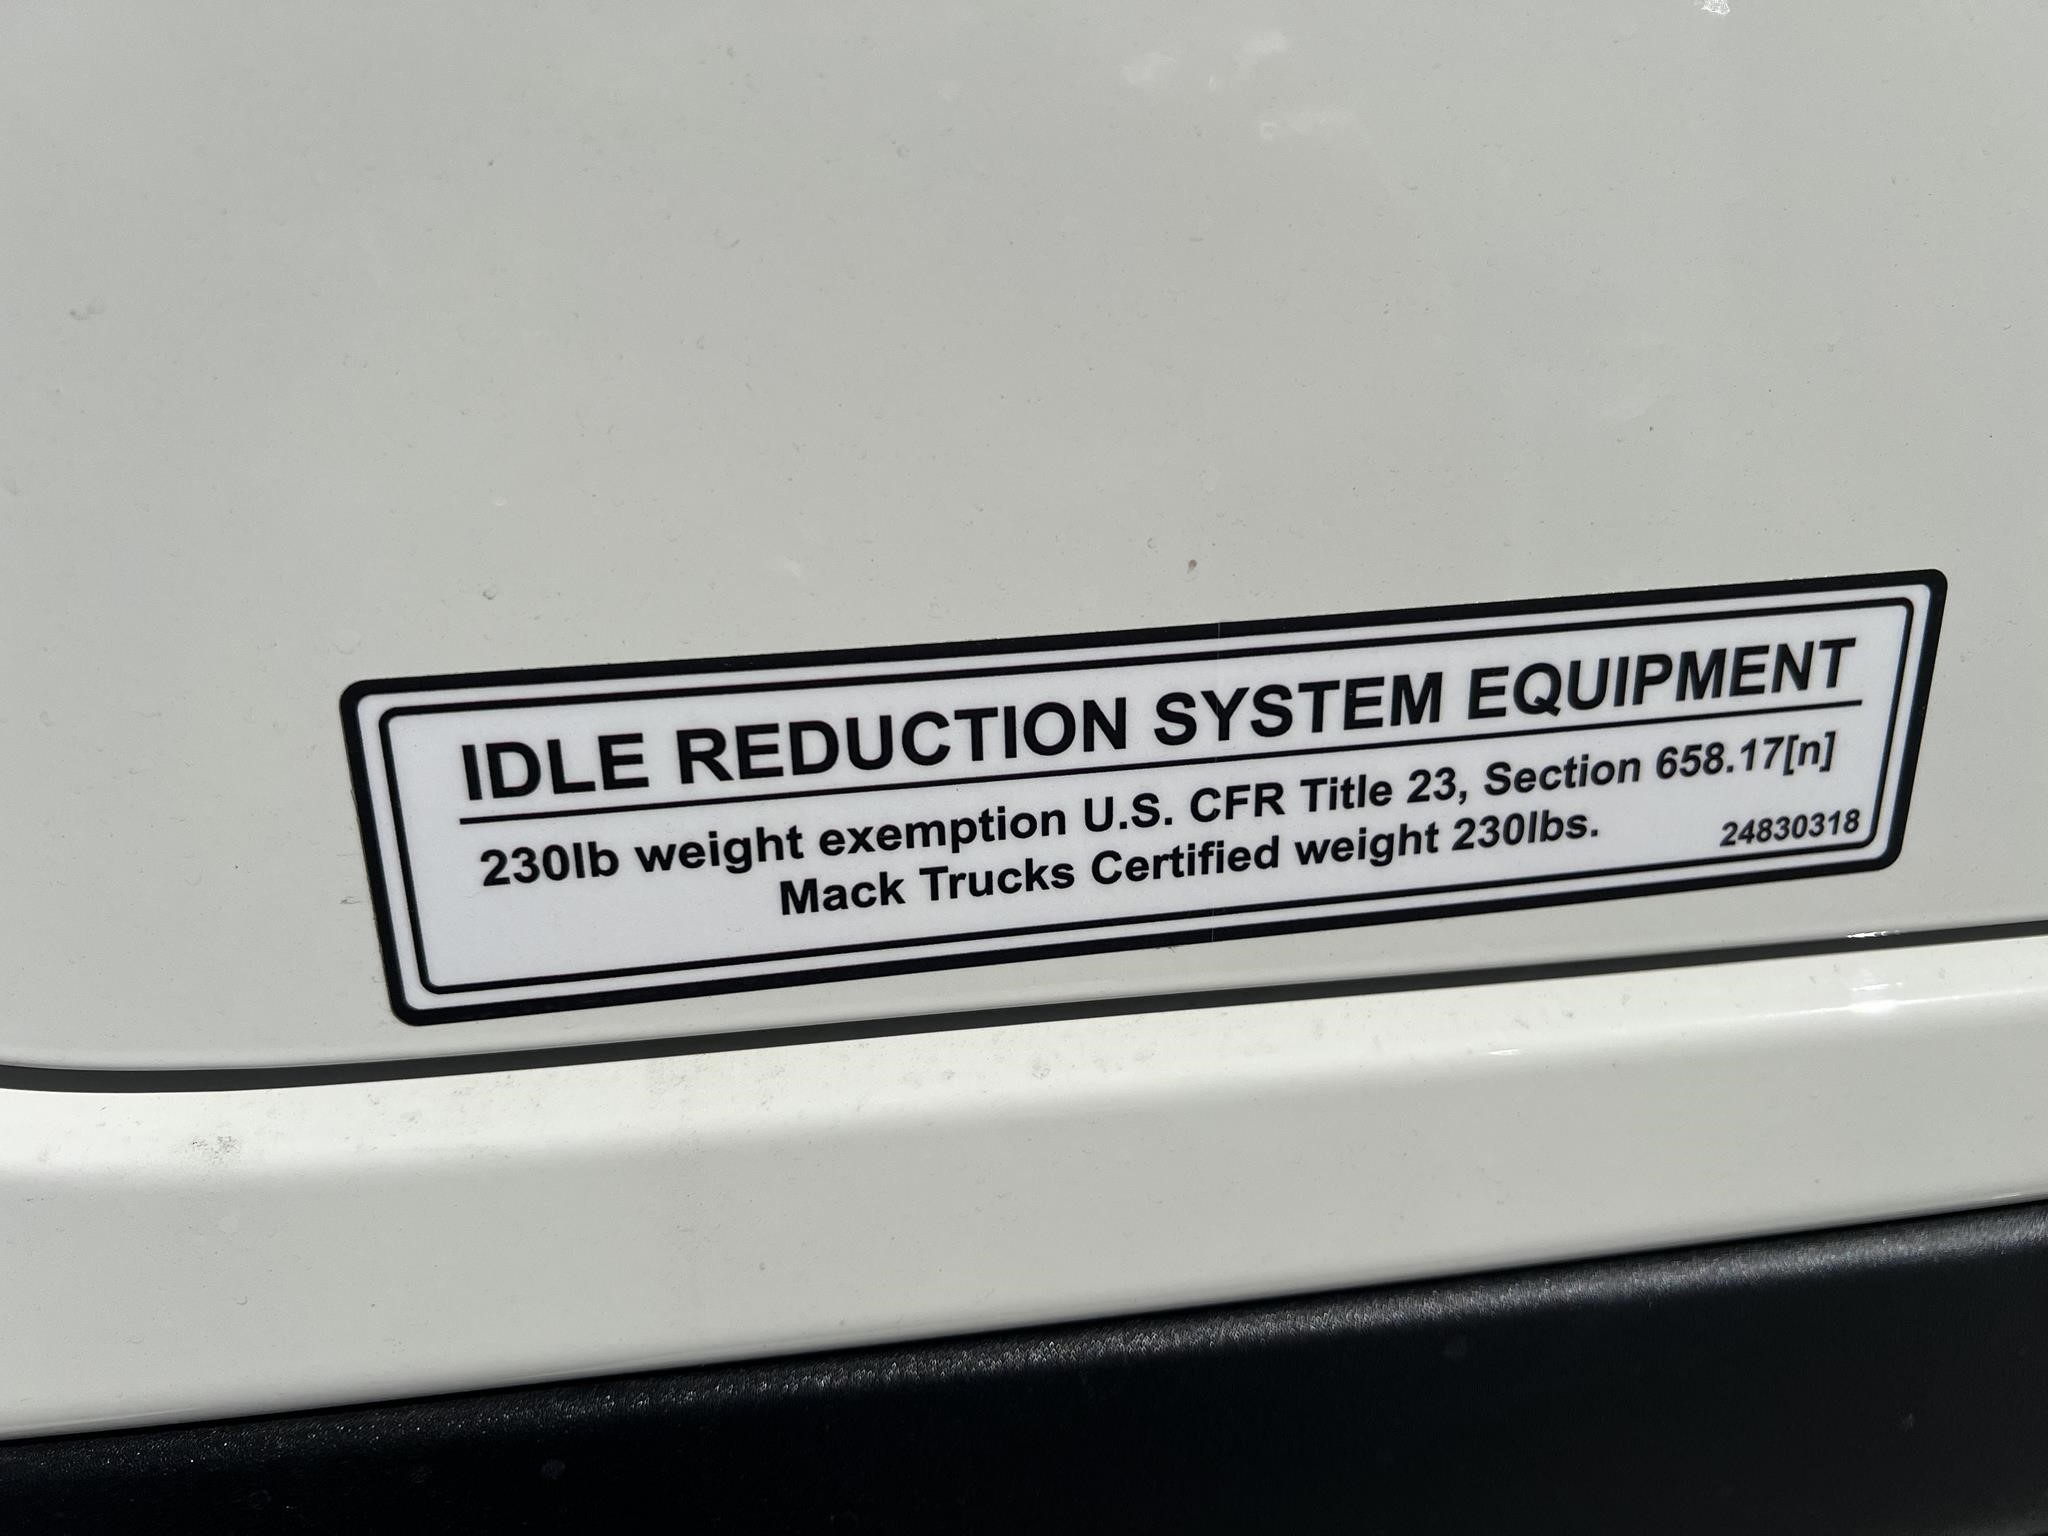 IDLE REDUCTION SYSTEM EQUIPMENT
230lb weight exemption U.S. CFR Title 23, Section 658.17[n]
Mack Trucks Certified weight 230lbs.
24830318